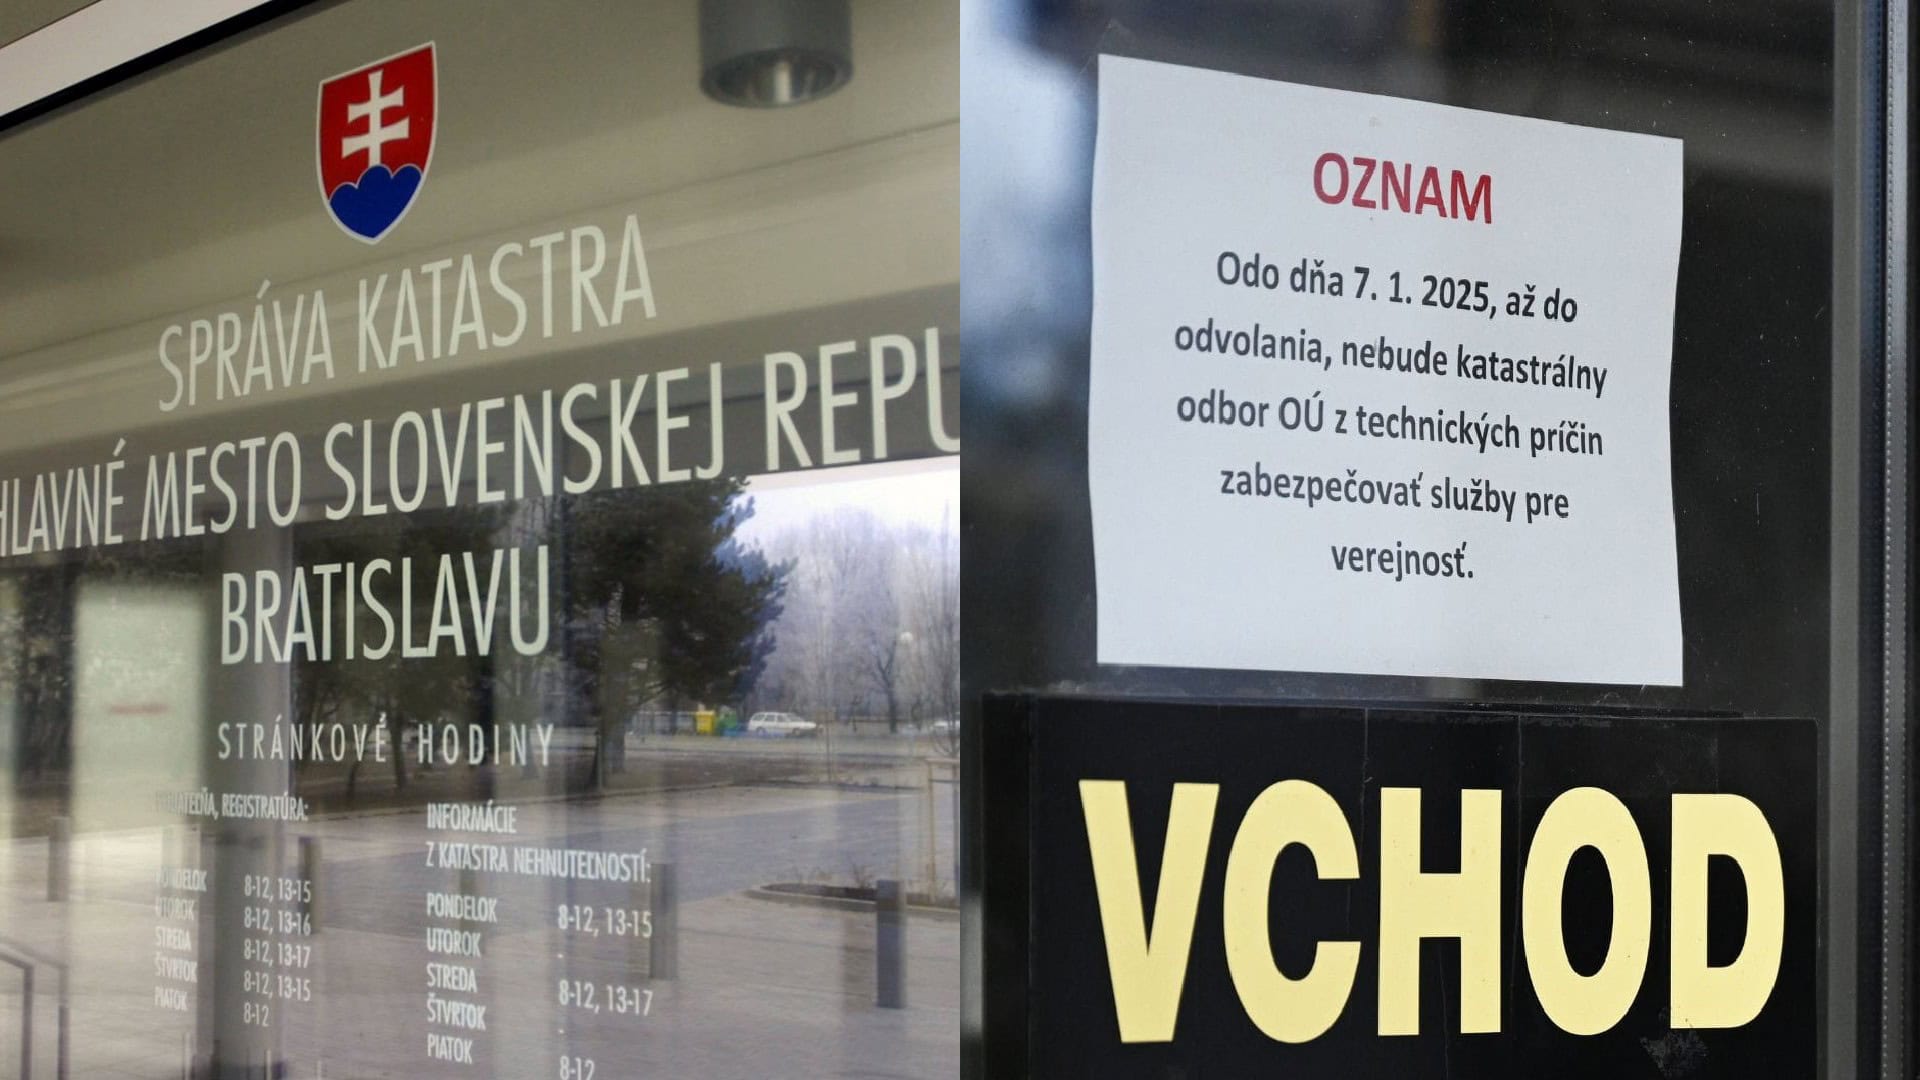 SPRÁVA KATASTRA
HLAVNÉ MESTO SLOVENSKEJ REPU
BRATISLAVU
STRÁNKOVÉ HODINY
REGISTRATÚRA:
PONDELOK 8-12, 13-15
UTOROK 8-12, 13-16
STREDA 8-12, 13-17
ŠTVRTOK 8-12, 13-15
PIATOK 8-12
INFORMÁCIE
Z KATASTRA NEHNUTEĽNOSTÍ:
PONDELOK 8-12, 13-15
UTOROK -
STREDA 8-12, 13-17
ŠTVRTOK -
PIATOK 8-12
OZNAM
Odo dňa 7. 1. 2025, až do
odvolania, nebude katastrálny
odbor OÚ z technických príčin
zabezpečovať služby pre
verejnosť.
VCHOD